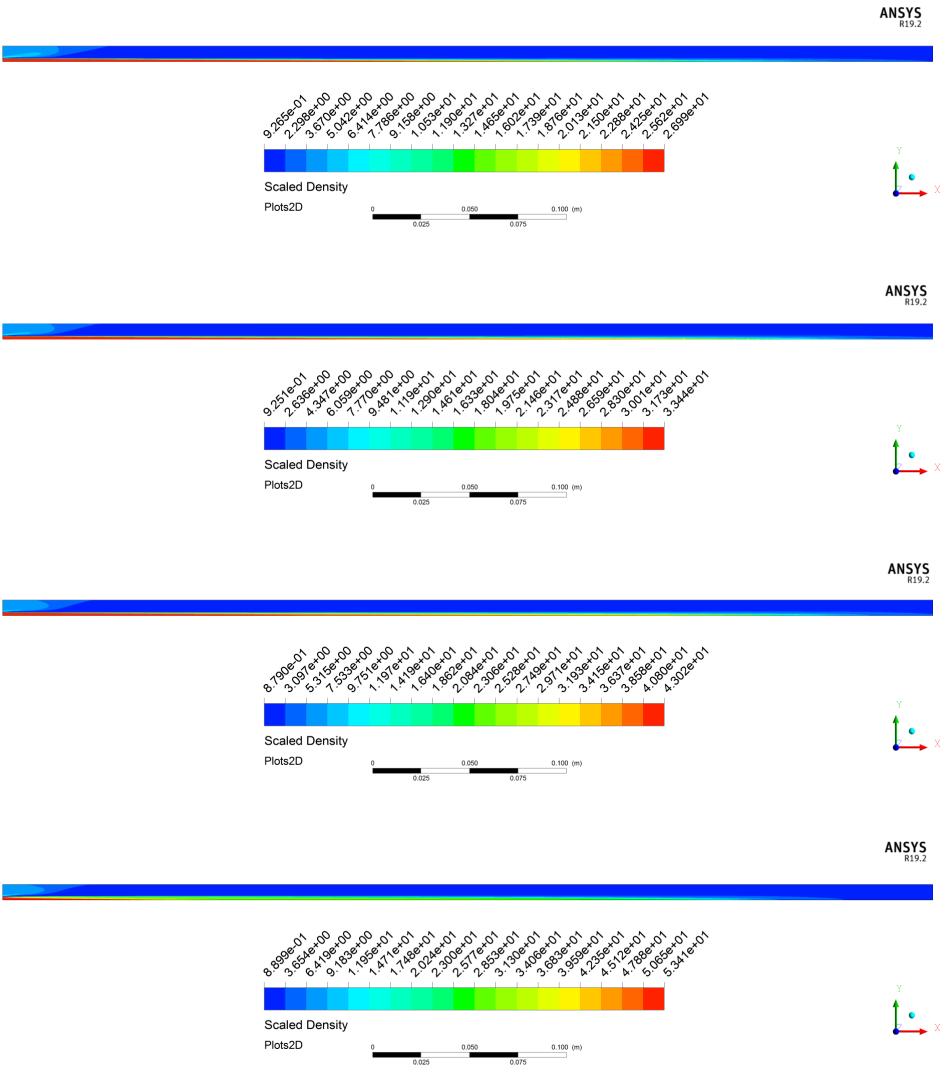 ANSYS
R19.2
9.265e-01 2.298e+00 3.670e+00 5.042e+00 6.414e+00 7.786e+00 9.158e+00 1.053e+01 1.190e+01 1.327e+01 1.465e+01 1.602e+01 1.739e+01 1.876e+01 2.013e+01 2.150e+01 2.288e+01 2.425e+01 2.562e+01 2.699e+01
Scaled Density
Plots2D
0 0.050 0.100 (m)
0.025 0.075
Y
Z X
ANSYS
R19.2
9.251e-01 2.636e+00 4.347e+00 6.059e+00 7.770e+00 9.481e+00 1.119e+01 1.290e+01 1.461e+01 1.633e+01 1.804e+01 1.975e+01 2.146e+01 2.317e+01 2.488e+01 2.659e+01 2.830e+01 3.001e+01 3.173e+01 3.344e+01
Scaled Density
Plots2D
0 0.050 0.100 (m)
0.025 0.075
Y
Z X
ANSYS
R19.2
8.790e-01 3.097e+00 5.315e+00 7.533e+00 9.751e+00 1.197e+01 1.419e+01 1.640e+01 1.862e+01 2.084e+01 2.306e+01 2.528e+01 2.749e+01 2.971e+01 3.193e+01 3.415e+01 3.637e+01 3.858e+01 4.080e+01 4.302e+01
Scaled Density
Plots2D
0 0.050 0.100 (m)
0.025 0.075
Y
Z X
ANSYS
R19.2
8.899e-01 3.654e+00 6.419e+00 9.183e+00 1.195e+01 1.471e+01 1.748e+01 2.024e+01 2.300e+01 2.577e+01 2.853e+01 3.130e+01 3.406e+01 3.683e+01 3.959e+01 4.235e+01 4.512e+01 4.788e+01 5.065e+01 5.341e+01
Scaled Density
Plots2D
0 0.050 0.100 (m)
0.025 0.075
Y
Z X